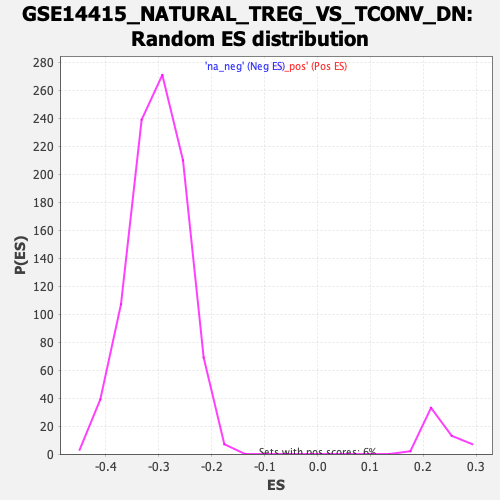 GSE14415_NATURAL_TREG_VS_TCONV_DN:
Random ES distribution
'na_neg' (Neg ES)_pos' (Pos ES)
280
260
240
220
200
180
160
140
120
100
80
60
40
20
0
P(ES)
Sets with pos scores: 6%
-0.4 -0.3 -0.2 -0.1 0.0 0.1 0.2 0.3
ES